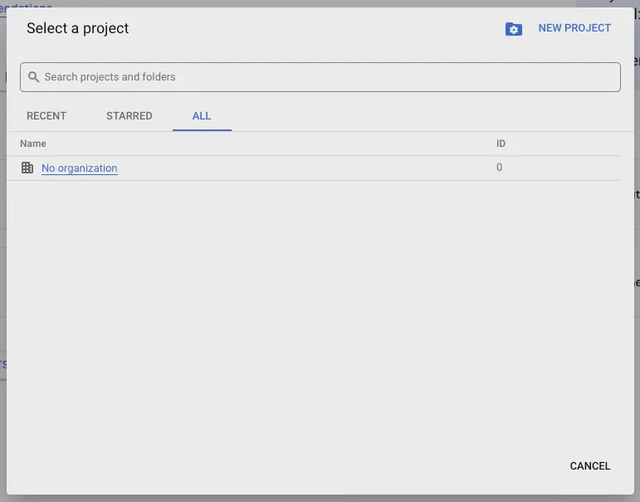 Select a project
NEW PROJECT
Search projects and folders
RECENT
STARRED
ALL
Name
ID
No organization
0
CANCEL